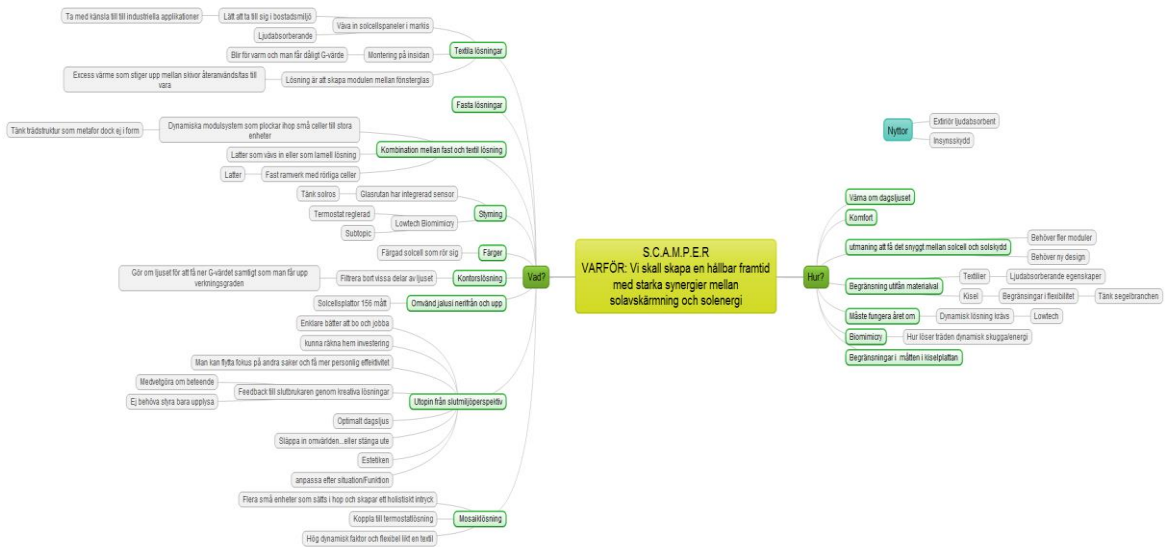 S.C.A.M.P.E.R
VARFÖR: Vi skall skapa en hållbar framtid
med starka synergier mellan
solavskärmning och solenergi
Vad?
Textila lösningar
Väva in solcellspaneler i markis
Lätt att ta till sig i bostadsmiljö
Ta med känsla till till industriella applikationer
Ljudabsorberande
Montering på insidan
Blir för varm och man får dåligt G-värde
Lösning är att skapa modulen mellan fönsterglas
Excess värme som stiger upp mellan skivor återanvänds/tas till
vara
Fasta lösningar
Kombination mellan fast och textil lösning
Dynamiska modulsystem som plockar ihop små celler till stora
enheter
Tänk trädstruktur som metafor dock ej i form
Latter som vävs in eller som lamell lösning
Fast ramverk med rörliga celler
Latter
Styrning
Glasrutan har integrerad sensor
Tänk solros
Lowtech Biomimicry
Termostat reglerad
Subtopic
Färger
Färgad solcell som rör sig
Kontorslösning
Filtrera bort vissa delar av ljuset
Gör om ljuset för att få ner G-värdet samtigt som man får upp
verkningsgraden
Omvänd jalusi nerifrån och upp
Solcellsplattor 156 mått
Utopin från slutmiljöperspektiv
Enklare bätter att bo och jobba
kunna räkna hem investering
Man kan flytta fokus på andra saker och få mer personlig effektivitet
Feedback till slutbrukaren genom kreativa lösningar
Medvetgöra om beteende
Ej behöva styra bara upplysa
Optimalt dagsljus
Släppa in omvärlden...eller stänga ute
Estetiken
anpassa efter situation/Funktion
Mosaiklösning
Flera små enheter som sätts i hop och skapar ett holistiskt intryck
Koppla till termostatlösning
Hög dynamisk faktor och flexibel likt en textil
Nyttor
Extiriör ljudabsorbent
Insynsskydd
Hur?
Värna om dagsljuset
Komfort
utmaning att få det snyggt mellan solcell och solskydd
Behöver fler moduler
Behöver ny design
Begränsning utifån materialval
Textilier
Ljudabsorberande egenskaper
Kisel
Begränsningar i flexibilitet
Tänk segelbranchen
Måste fungera året om
Dynamisk lösning krävs
Lowtech
Biomimicry
Hur löser träden dynamisk skugga/energi
Begränsningar i måtten i kiselplattan